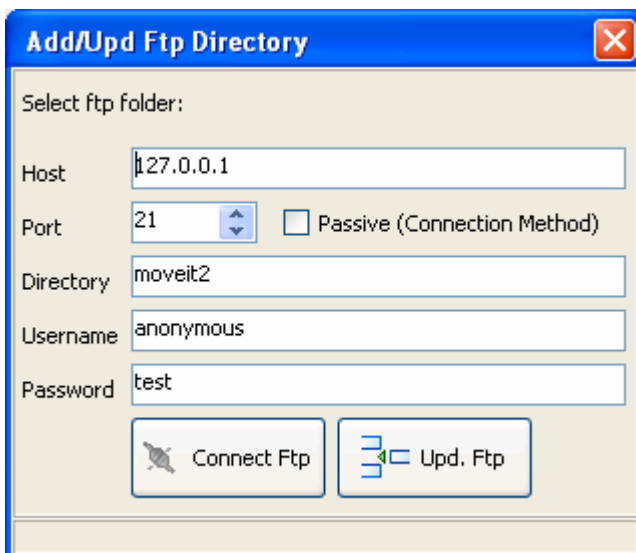 Add/Upd Ftp Directory
Select ftp folder:
Host 127.0.0.1
Port 21 Passive (Connection Method)
Directory moveit2
Username anonymous
Password test
Connect Ftp Upd. Ftp